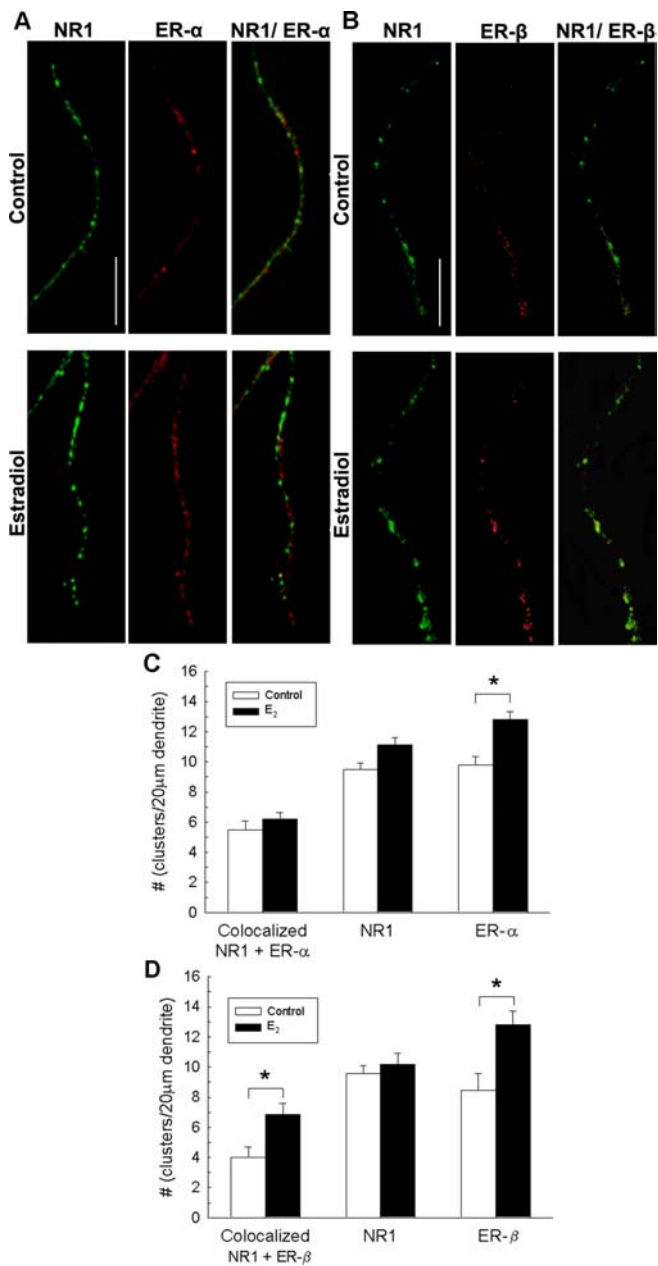 A
NR1 ER-α NR1/ ER-α
Control
Estradiol
B
NR1 ER-β NR1/ ER-β
Control
Estradiol
C
# (clusters/20μm dendrite)
16
14
12
10
8
6
4
2
0
Control
E₂
*
Colocalized NR1 ER-α
NR1 + ER-α
D
# (clusters/20μm dendrite)
16
14
12
10
8
6
4
2
0
Control
E₂
*
*
Colocalized NR1 ER-β
NR1 + ER-β